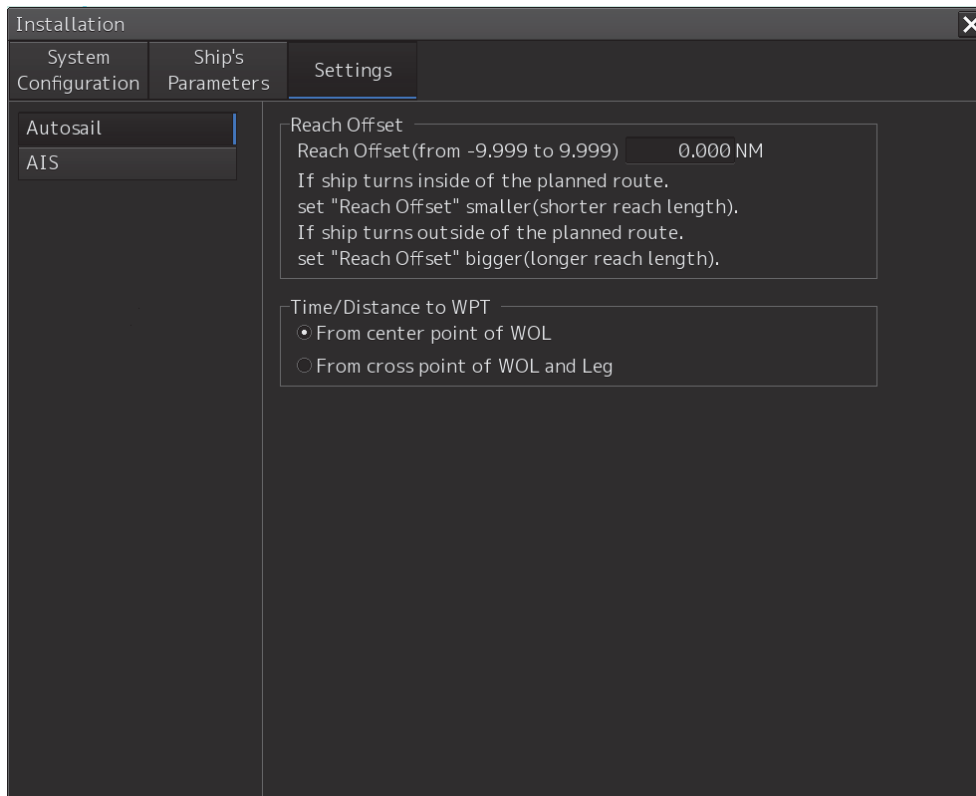 Installation
System Configuration
Ship's Parameters
Settings
Autosail
AIS
Reach Offset
Reach Offset(from -9.999 to 9.999) 0.000 NM
If ship turns inside of the planned route.
set "Reach Offset" smaller(shorter reach length).
If ship turns outside of the planned route.
set "Reach Offset" bigger(longer reach length).
Time/Distance to WPT
From center point of WOL
From cross point of WOL and Leg